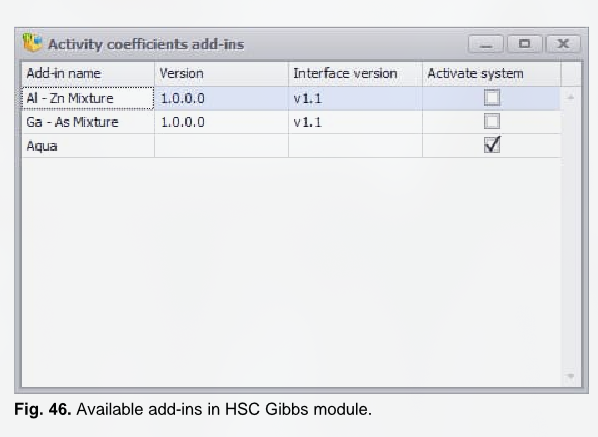 Activity coefficients add-ins
Add-in name Version Interface version Activate system
Al - Zn Mixture 1.0.0.0 v1.1
Ga - As Mixture 1.0.0.0 v1.1
Aqua
Fig. 46. Available add-ins in HSC Gibbs module.